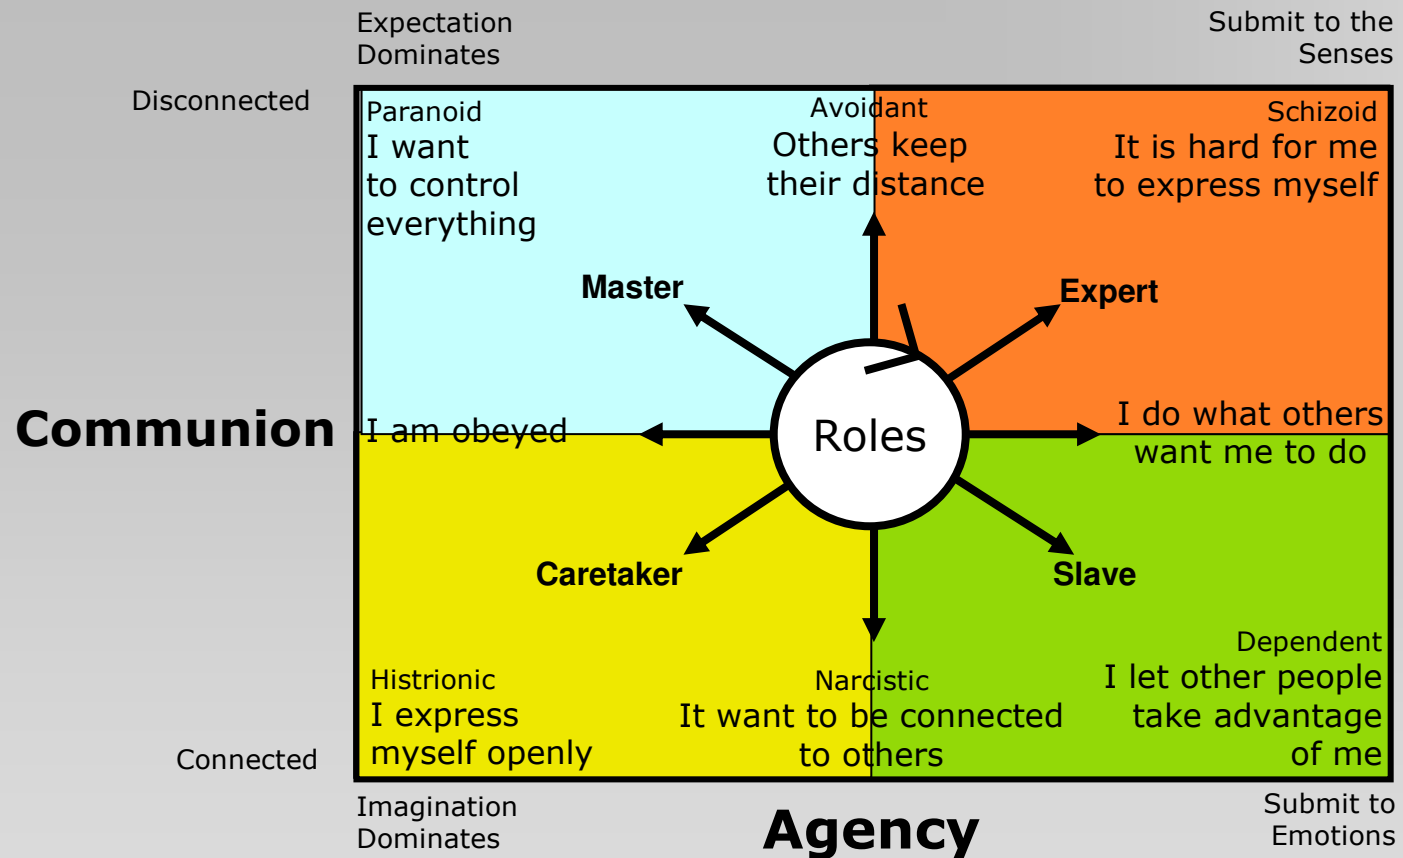 Expectation
Dominates
Submit to the
Senses
Disconnected
Paranoid
I want
to control
everything
Avoidant
Others keep
their distance
Schizoid
It is hard for me
to express myself
Master
Expert
Communion
I am obeyed
Roles
I do what others
want me to do
Caretaker
Slave
Histrionic
I express
myself openly
Narcistic
It want to be connected
to others
Dependent
I let other people
take advantage
of me
Connected
Imagination
Dominates
Agency
Submit to
Emotions